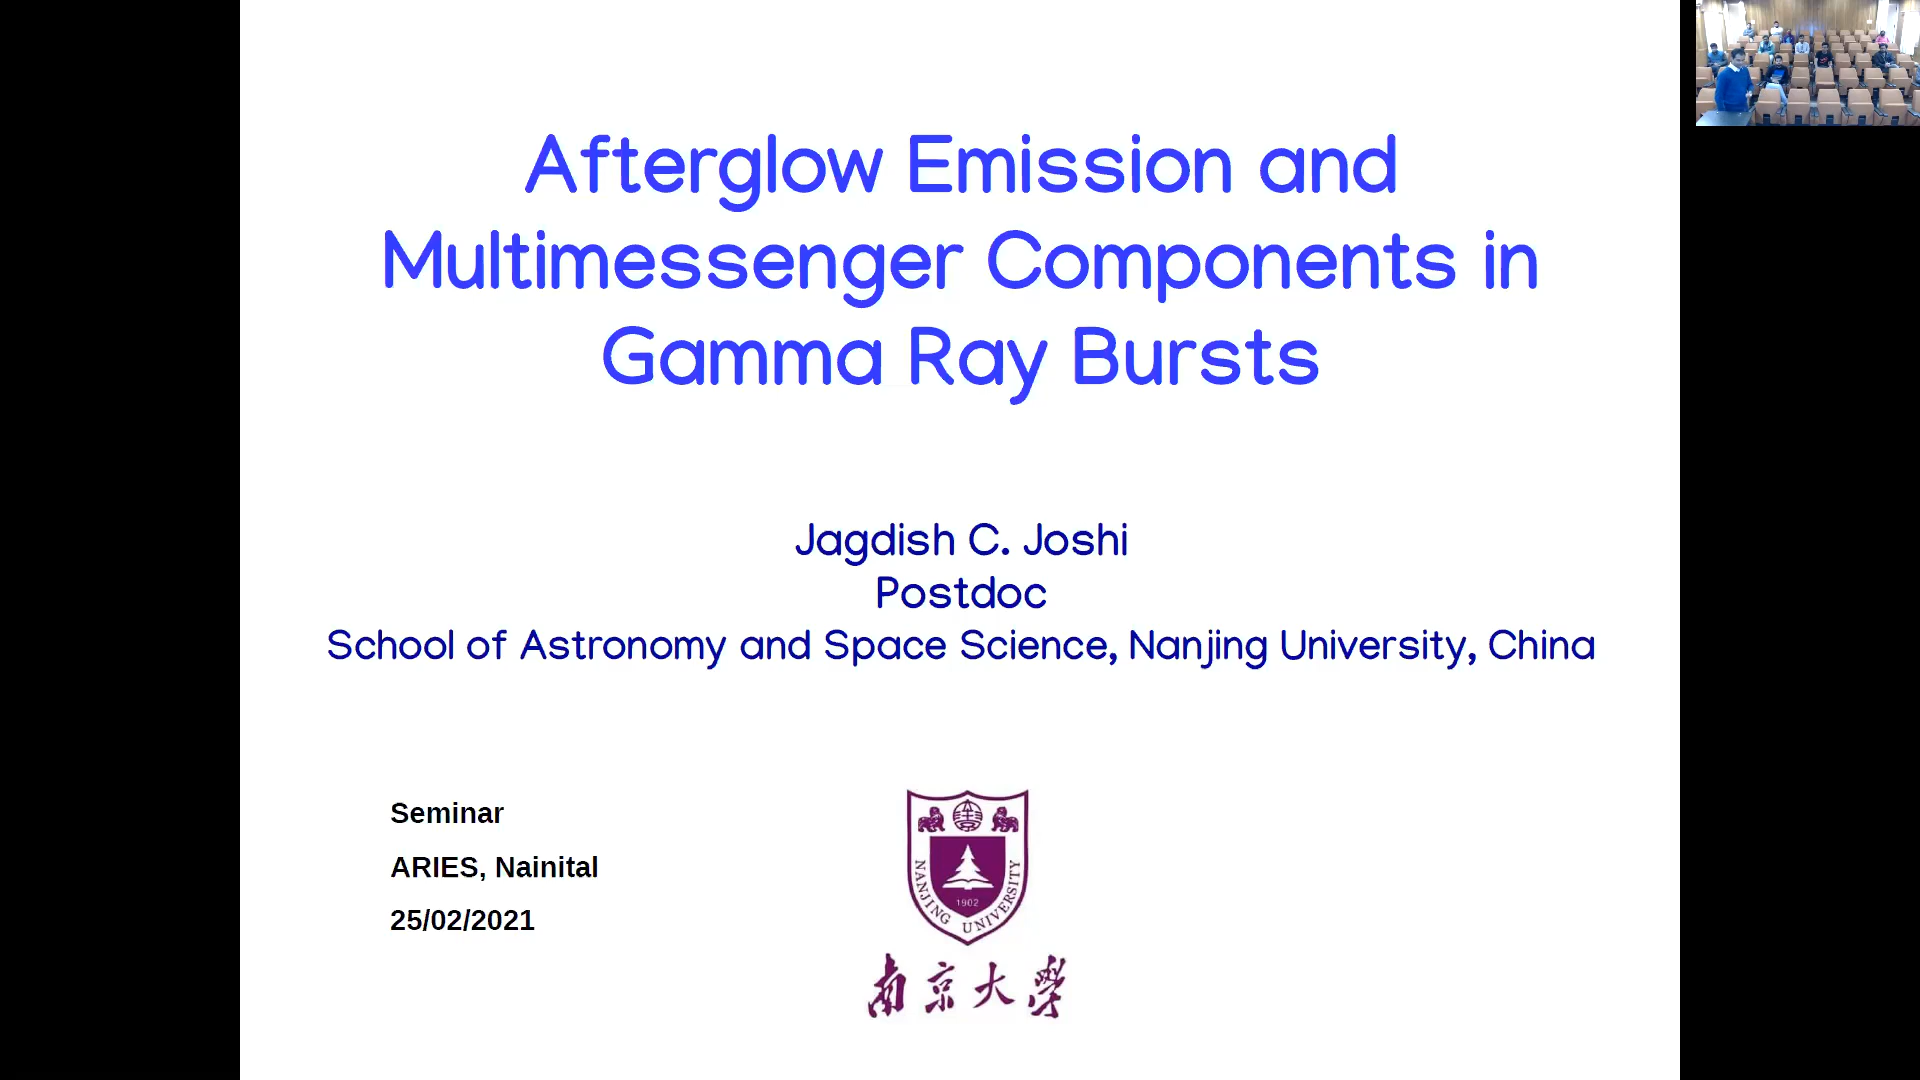 Afterglow Emission and
Multimessenger Components in
Gamma Ray Bursts
Jagdish C. Joshi
Postdoc
School of Astronomy and Space Science, Nanjing University, China
Seminar
ARIES, Nainital
25/02/2021
NANJING UNIVERSITY
1902
南京大學